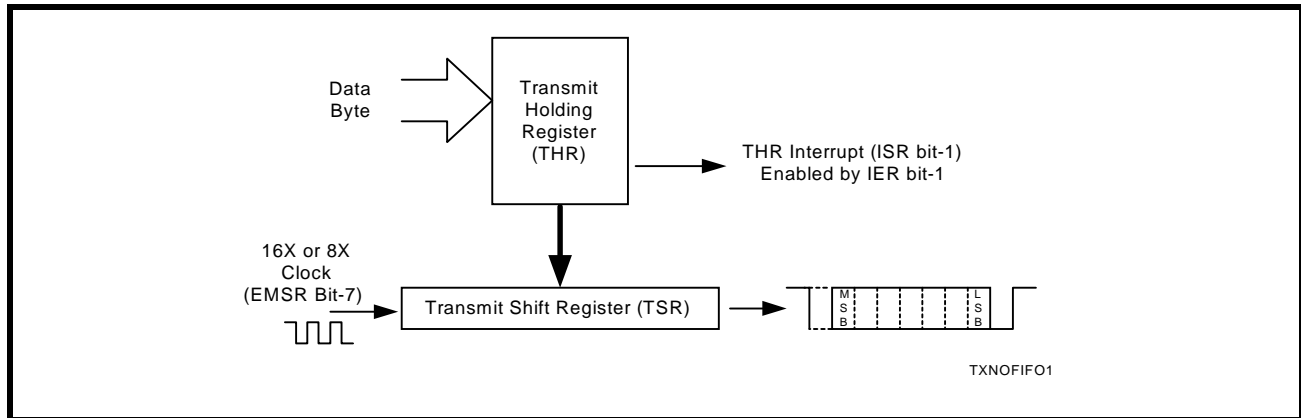 Data
Byte
Transmit
Holding
Register
(THR)
THR Interrupt (ISR bit-1)
Enabled by IER bit-1
16X or 8X
Clock
(EMSR Bit-7)
Transmit Shift Register (TSR)
M
S
B
L
S
B
TXNOFIFO1